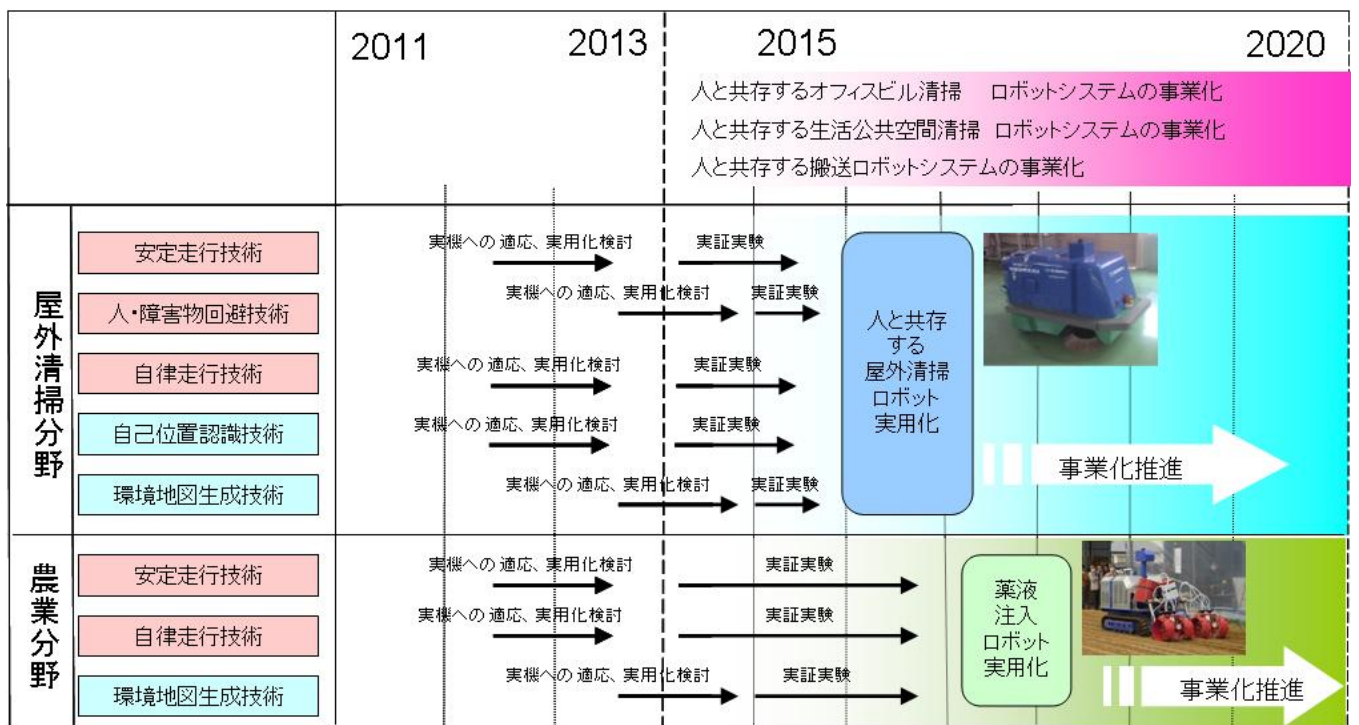 2011
2013
2015
2020
人と共存するオフィスビル清掃 ロボットシステムの事業化
人と共存する生活公共空間清掃 ロボットシステムの事業化
人と共存する搬送ロボットシステムの事業化
屋外清掃分野
安定走行技術
実機への適応、実用化検討
実証実験
人・障害物回避技術
実機への適応、実用化検討
実証実験
自律走行技術
実機への適応、実用化検討
実証実験
自己位置認識技術
実機への適応、実用化検討
実証実験
環境地図生成技術
実機への適応、実用化検討
実証実験
人と共存
する
屋外清掃
ロボット
実用化
事業化推進
農業分野
安定走行技術
実機への適応、実用化検討
実証実験
自律走行技術
実機への適応、実用化検討
実証実験
環境地図生成技術
実機への適応、実用化検討
実証実験
薬液
注入
ロボット
実用化
事業化推進